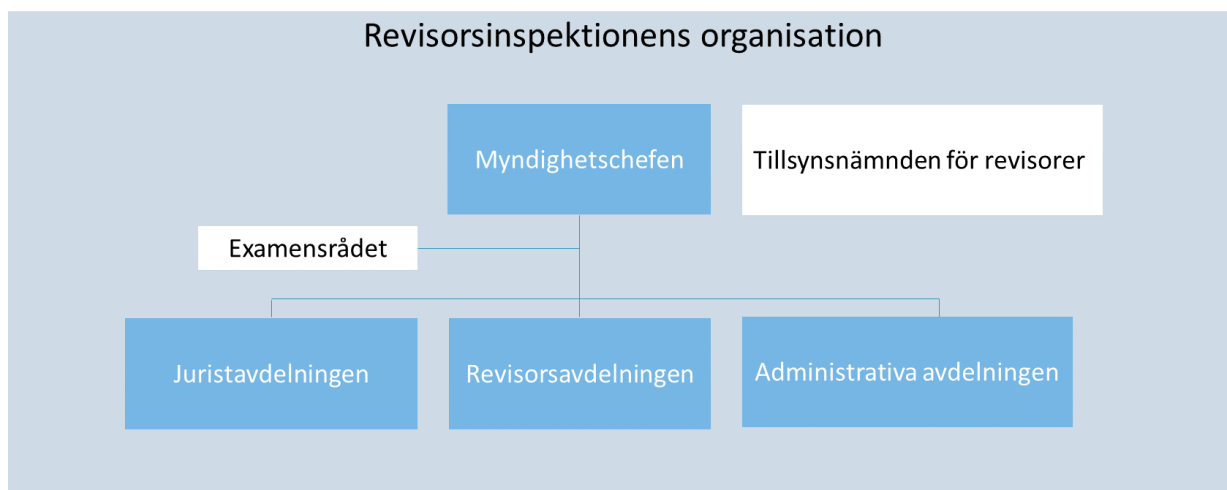 Revisorsinspektionens organisation
Myndighetschefen
Tillsynsnämnden för revisorer
Examensrådet
Juristavdelningen
Revisorsavdelningen
Administrativa avdelningen